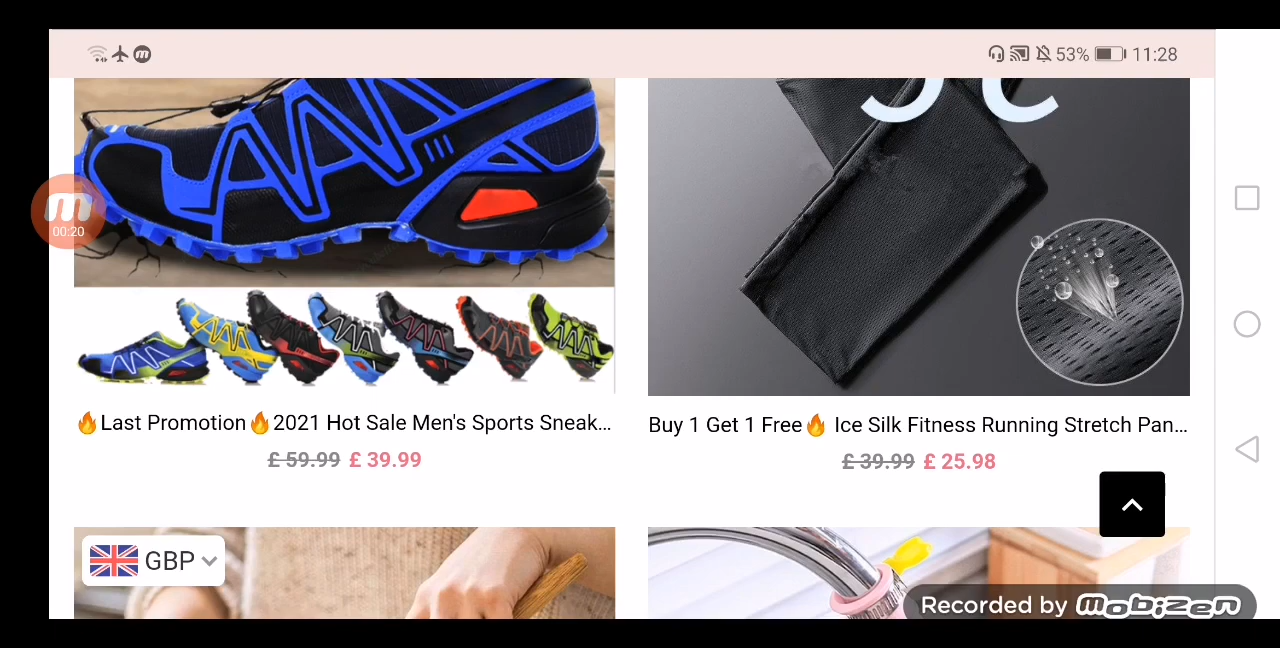 53% 11:28
m
00:20
🔥Last Promotion🔥2021 Hot Sale Men's Sports Sneak...
£ 59.99 £ 39.99
Buy 1 Get 1 Free🔥 Ice Silk Fitness Running Stretch Pan...
£ 39.99 £ 25.98
GBP
Recorded by mobizen